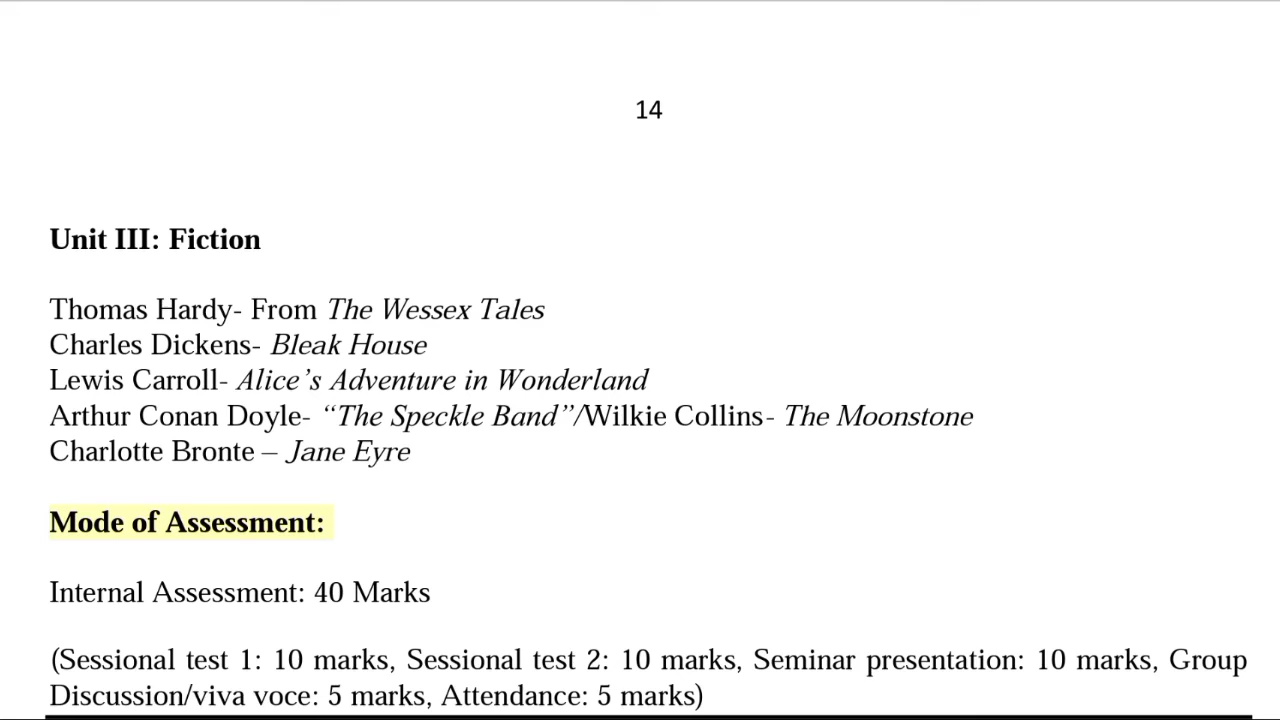 14
Unit III: Fiction
Thomas Hardy- From The Wessex Tales
Charles Dickens- Bleak House
Lewis Carroll- Alice’s Adventure in Wonderland
Arthur Conan Doyle- “The Speckle Band”/Wilkie Collins- The Moonstone
Charlotte Bronte – Jane Eyre
Mode of Assessment:
Internal Assessment: 40 Marks
(Sessional test 1: 10 marks, Sessional test 2: 10 marks, Seminar presentation: 10 marks, Group
Discussion/viva voce: 5 marks, Attendance: 5 marks)